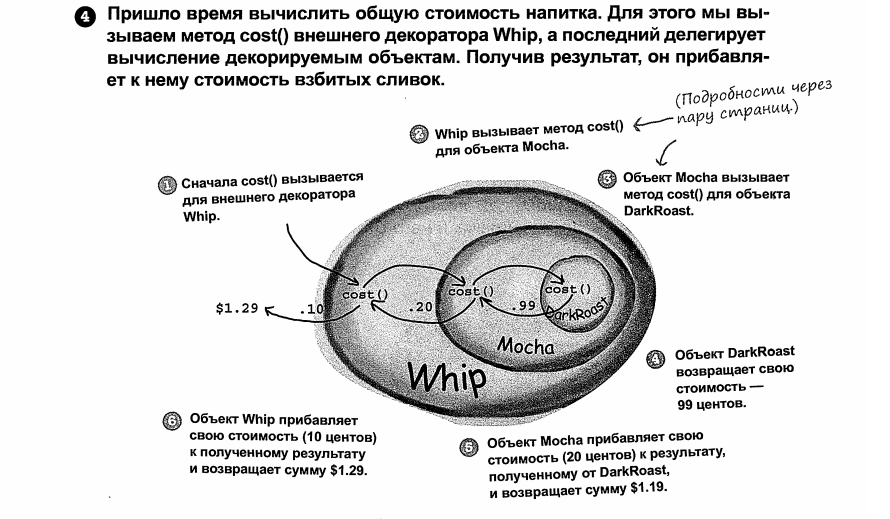 4 Пришло время вычислить общую стоимость напитка. Для этого мы вы-
зываем метод cost() внешнего декоратора Whip, а последний делегирует
вычисление декорируемым объектам. Получив результат, он прибавля-
ет к нему стоимость взбитых сливок.
(Подробности через
пару страниц.)
2 Whip вызывает метод cost()
для объекта Mocha.
1 Сначала cost() вызывается
для внешнего декоратора
Whip.
3 Объект Mocha вызывает
метод cost() для объекта
DarkRoast.
$1.29 .10 cost() .20 cost() .99 cost()
DarkRoast
Mocha
Whip
4 Объект DarkRoast
возвращает свою
стоимость —
99 центов.
6 Объект Whip прибавляет
свою стоимость (10 центов)
к полученному результату
и возвращает сумму $1.29.
5 Объект Mocha прибавляет свою
стоимость (20 центов) к результату,
полученному от DarkRoast,
и возвращает сумму $1.19.